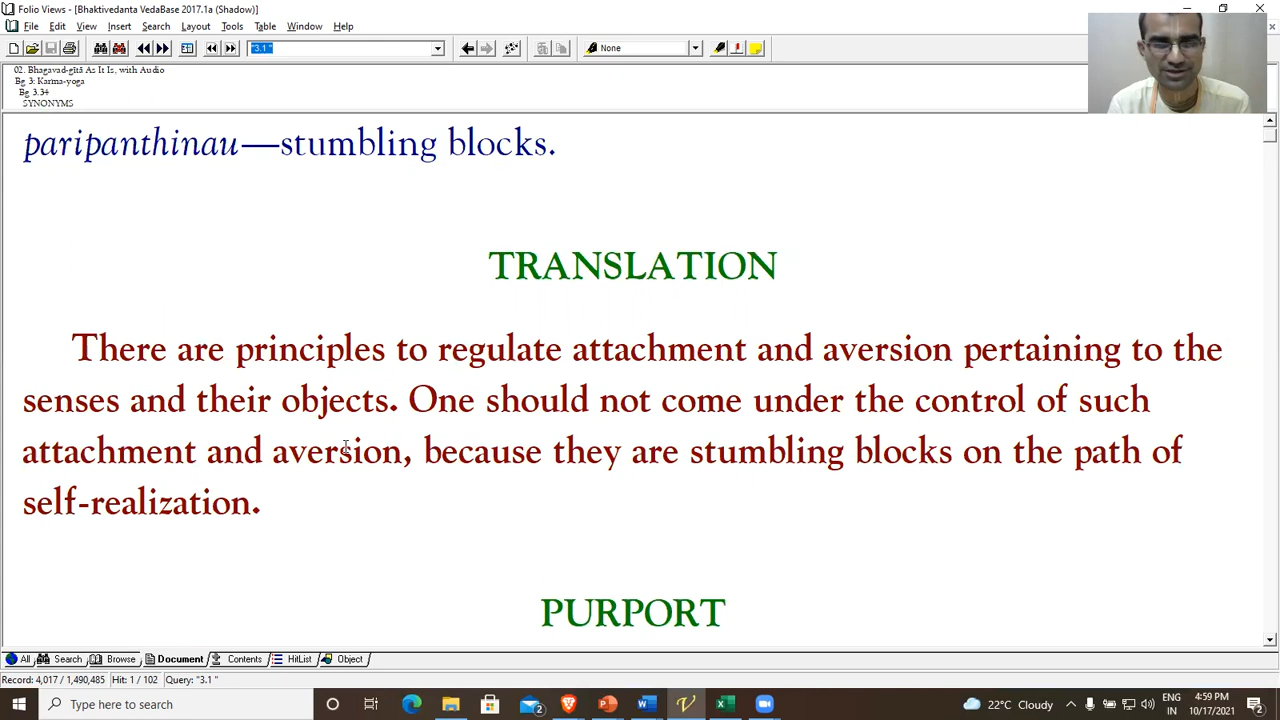 Folio Views - [Bhaktivedanta VedaBase 2017.1a (Shadow)]
File Edit View Insert Search Layout Tools Table Window Help
"3.1 "
None
02. Bhagavad-gītā As It Is, with Audio
Bg 3: Karma-yoga
Bg 3.34
SYNONYMS
paripanthinau—stumbling blocks.
TRANSLATION
There are principles to regulate attachment and aversion pertaining to the
senses and their objects. One should not come under the control of such
attachment and aversion, because they are stumbling blocks on the path of
self-realization.
PURPORT
All Search Browse Document Contents HitList Object
Record: 4,017 / 1,490,485 Hit: 1 / 102 Query: "3.1 "
Type here to search
2
22°C Cloudy
ENG
IN
4:59 PM
10/17/2021
2